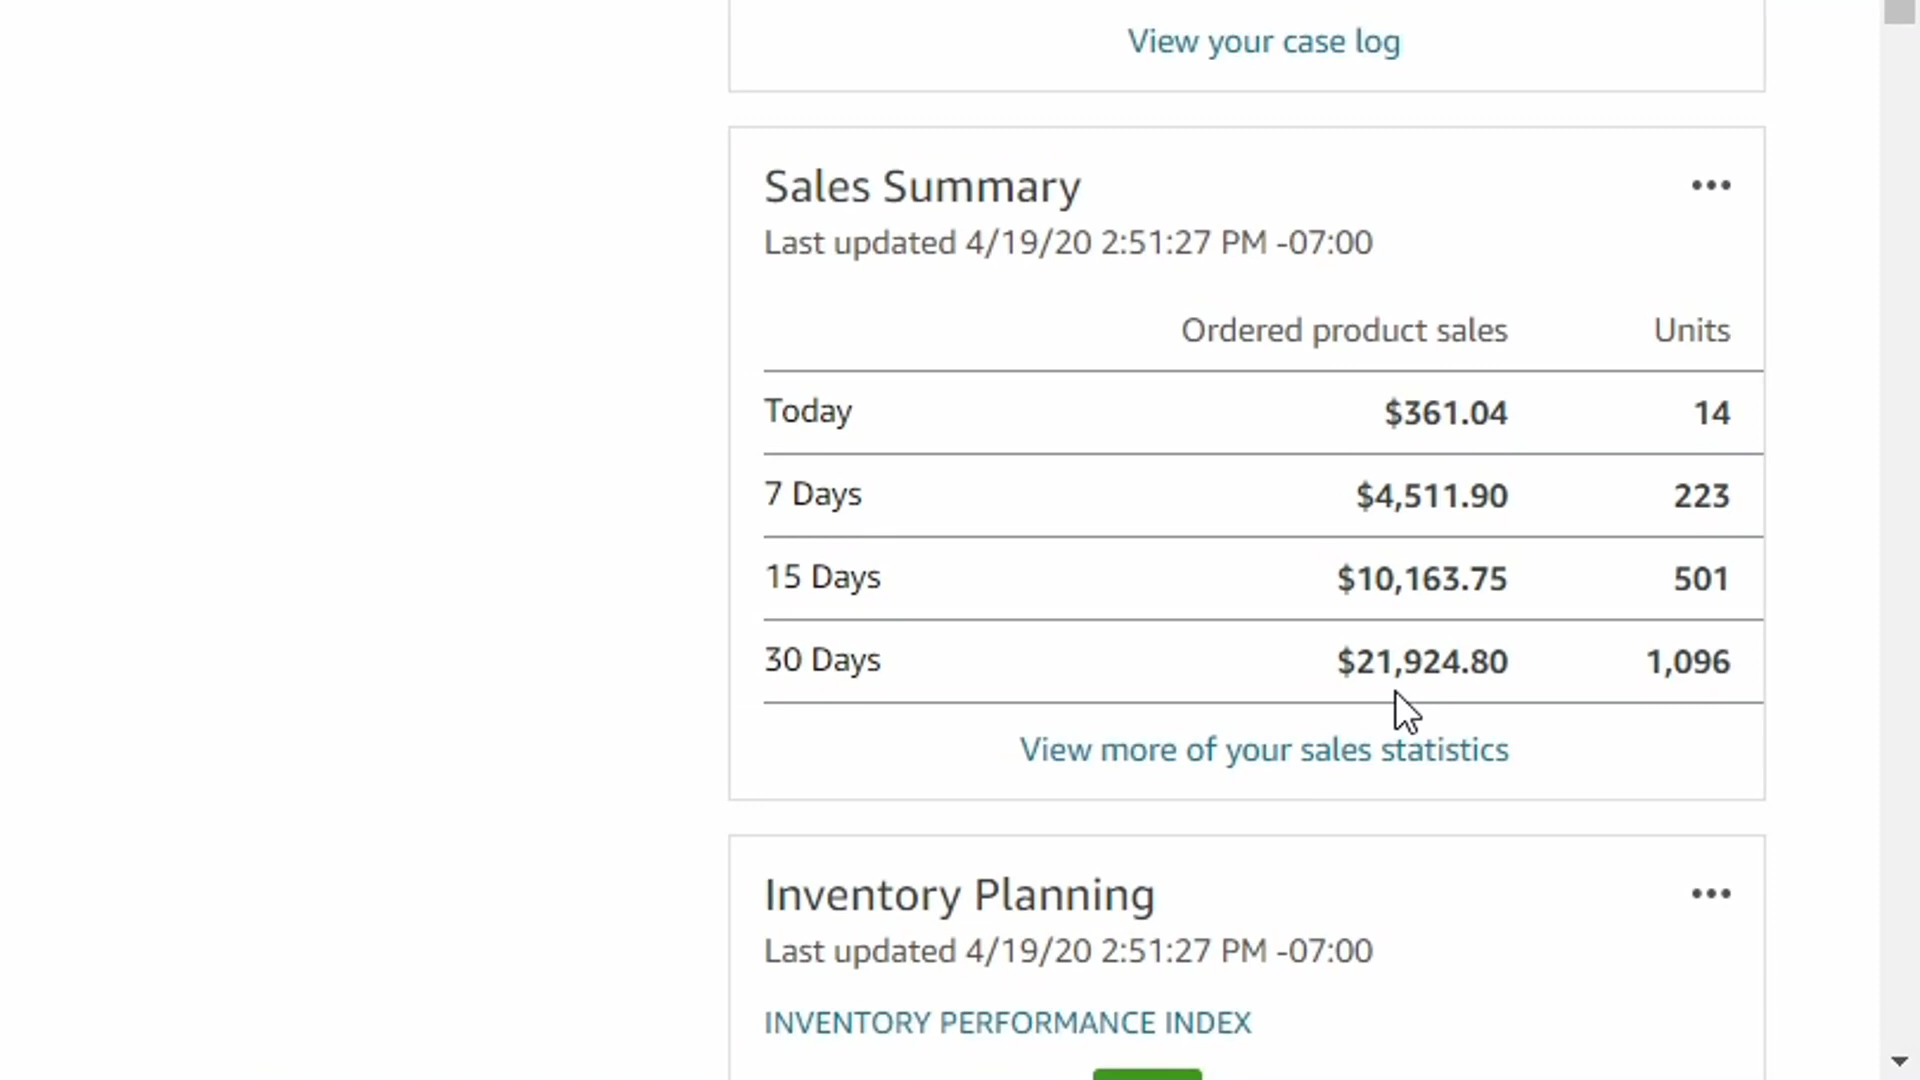 View your case log
Sales Summary
Last updated 4/19/20 2:51:27 PM -07:00
Ordered product sales Units
Today $361.04 14
7 Days $4,511.90 223
15 Days $10,163.75 501
30 Days $21,924.80 1,096
View more of your sales statistics
Inventory Planning
Last updated 4/19/20 2:51:27 PM -07:00
INVENTORY PERFORMANCE INDEX